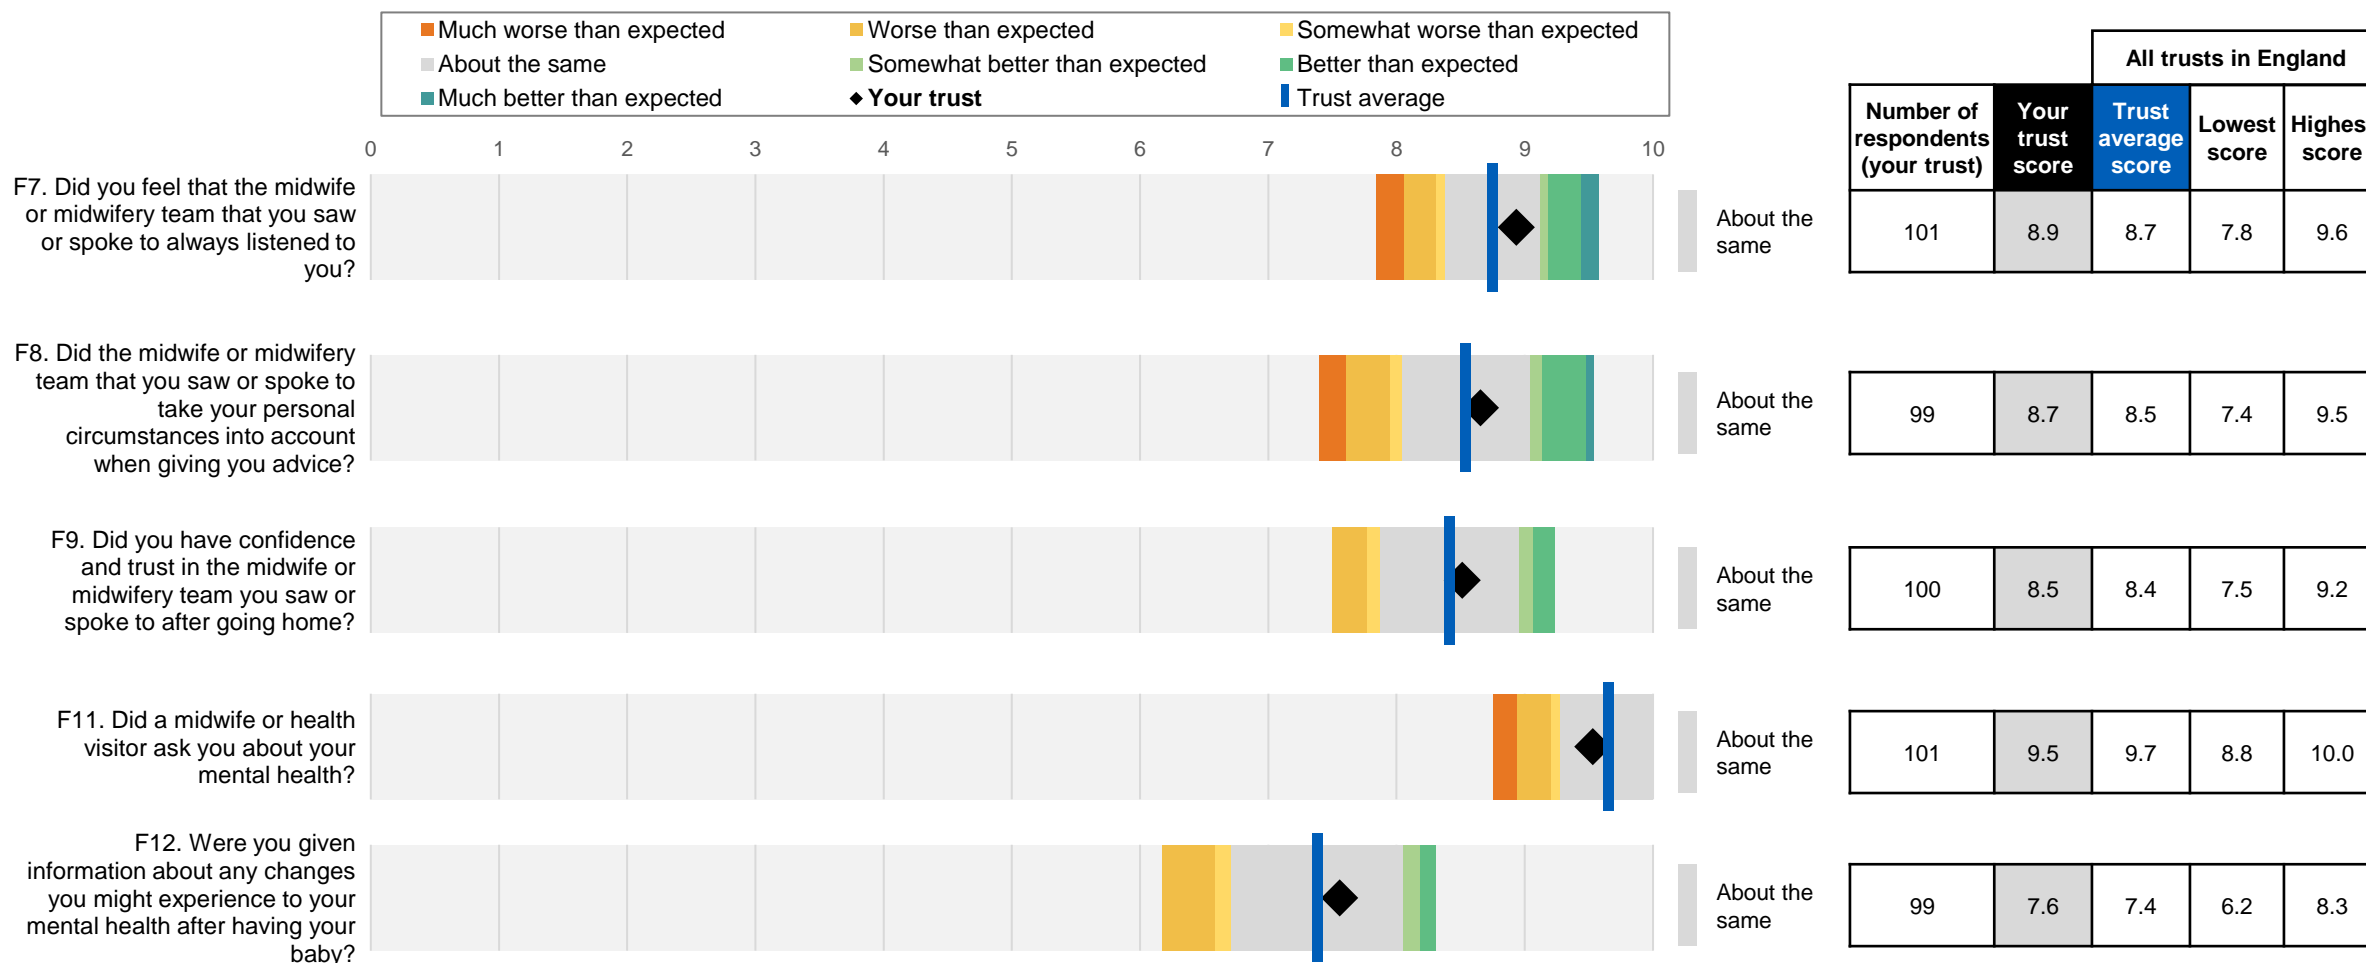 Much worse than expected
Worse than expected
Somewhat worse than expected
About the same
Somewhat better than expected
Better than expected
Much better than expected
Your trust
Trust average
All trusts in England
Number of
respondents
(your trust)
Your
trust
score
Trust
average
score
Lowest
score
Highes
score
0 1 2 3 4 5 6 7 8 9 10
F7. Did you feel that the midwife
or midwifery team that you saw
or spoke to always listened to
you?
About the
same
101 8.9 8.7 7.8 9.6
F8. Did the midwife or midwifery
team that you saw or spoke to
take your personal
circumstances into account
when giving you advice?
About the
same
99 8.7 8.5 7.4 9.5
F9. Did you have confidence
and trust in the midwife or
midwifery team you saw or
spoke to after going home?
About the
same
100 8.5 8.4 7.5 9.2
F11. Did a midwife or health
visitor ask you about your
mental health?
About the
same
101 9.5 9.7 8.8 10.0
F12. Were you given
information about any changes
you might experience to your
mental health after having your
baby?
About the
same
99 7.6 7.4 6.2 8.3